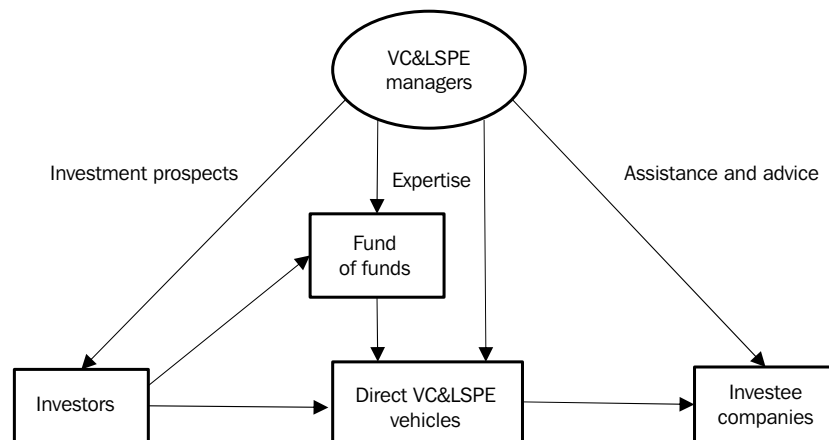 VC&LSPE
managers
Investment prospects
Expertise
Assistance and advice
Fund
of funds
Investors
Direct VC&LSPE
vehicles
Investee
companies